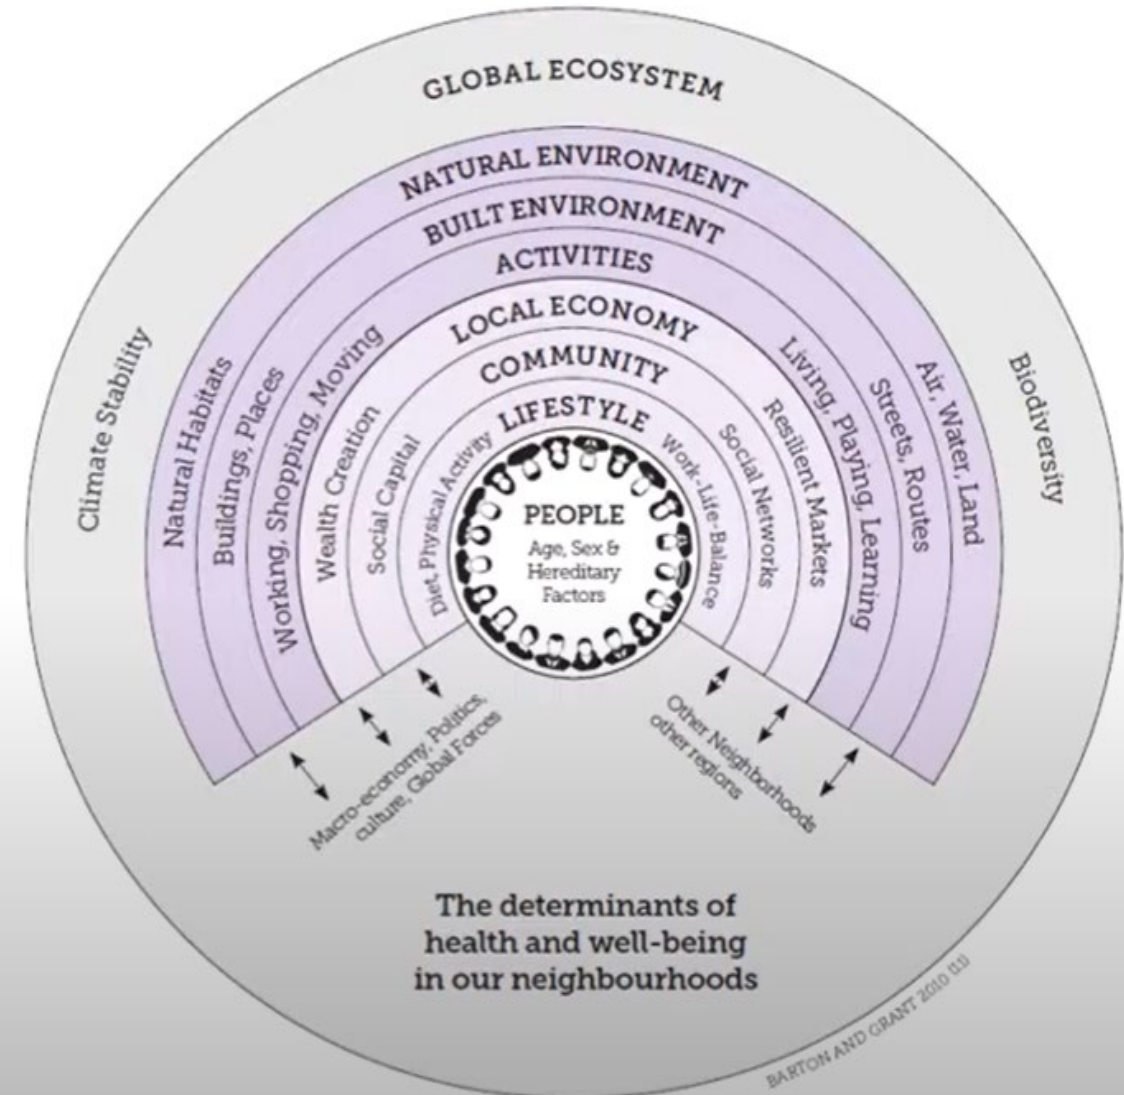 GLOBAL ECOSYSTEM
NATURAL ENVIRONMENT
BUILT ENVIRONMENT
ACTIVITIES
LOCAL ECONOMY
COMMUNITY
LIFESTYLE
Climate Stability
Natural Habitats
Buildings, Places
Working, Shopping, Moving
Wealth Creation
Social Capital
Diet, Physical Activity
PEOPLE
Age, Sex &
Hereditary
Factors
Work-Life-Balance
Social Networks
Resilient Markets
Living, Playing, Learning
Streets, Routes
Air, Water, Land
Biodiversity
Macro-economy, Politics,
culture, Global Forces
Other Neighborhoods
other regions
The determinants of
health and well-being
in our neighbourhoods
BARTON AND GRANT 2010